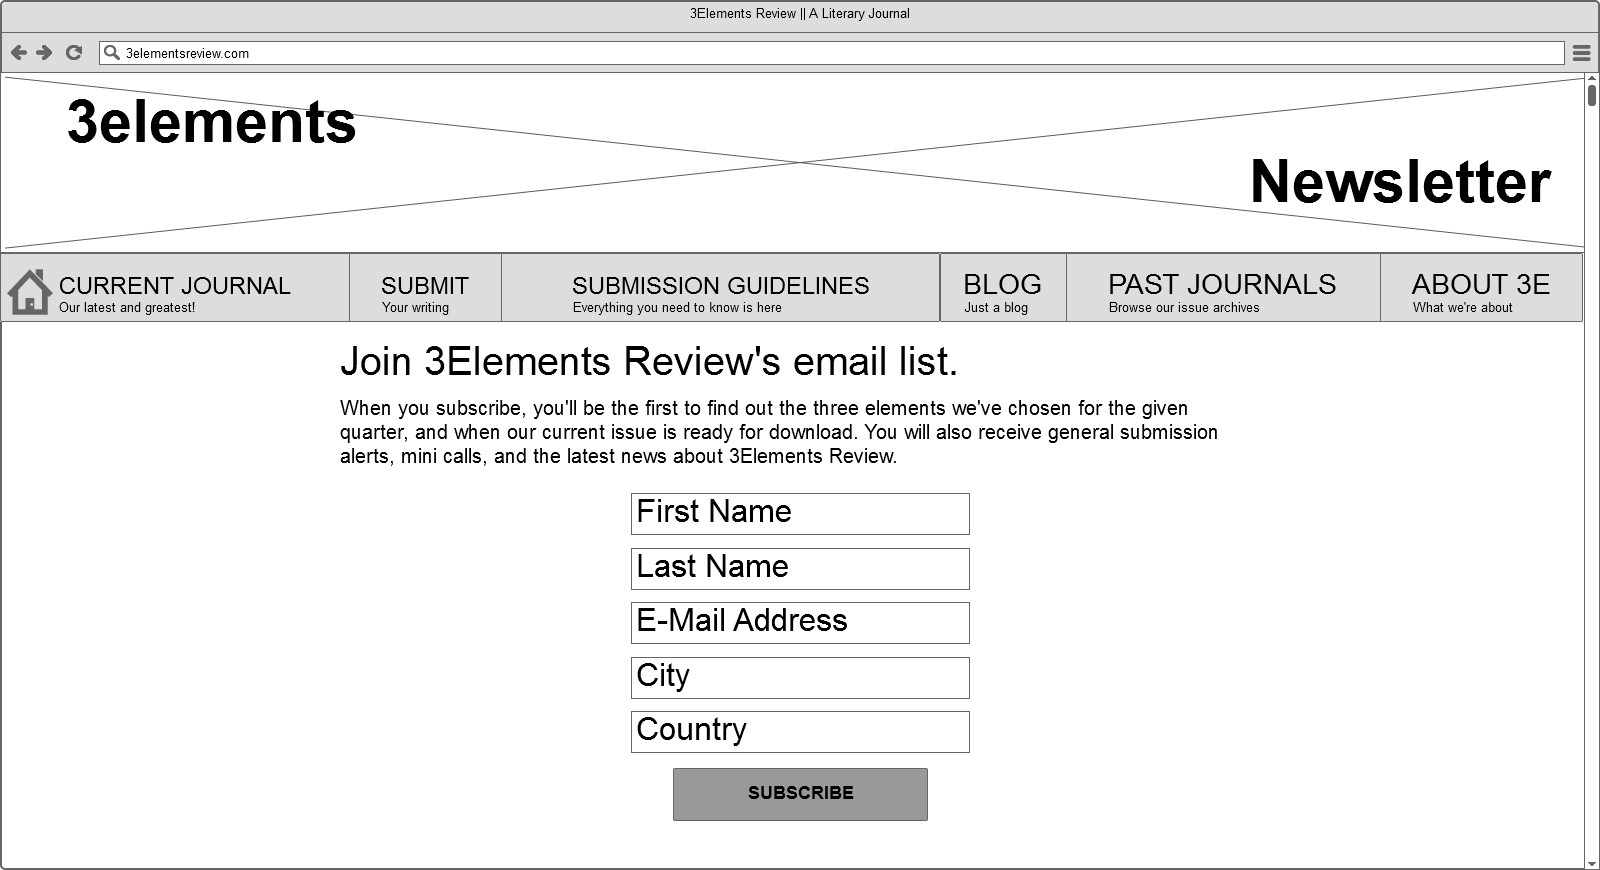 3Elements Review || A Literary Journal
3elementsreview.com
3elements
Newsletter
CURRENT JOURNAL
Our latest and greatest!
SUBMIT
Your writing
SUBMISSION GUIDELINES
Everything you need to know is here
BLOG
Just a blog
PAST JOURNALS
Browse our issue archives
ABOUT 3E
What we're about
Join 3Elements Review's email list.
When you subscribe, you'll be the first to find out the three elements we've chosen for the given
quarter, and when our current issue is ready for download. You will also receive general submission
alerts, mini calls, and the latest news about 3Elements Review.
First Name
Last Name
E-Mail Address
City
Country
SUBSCRIBE